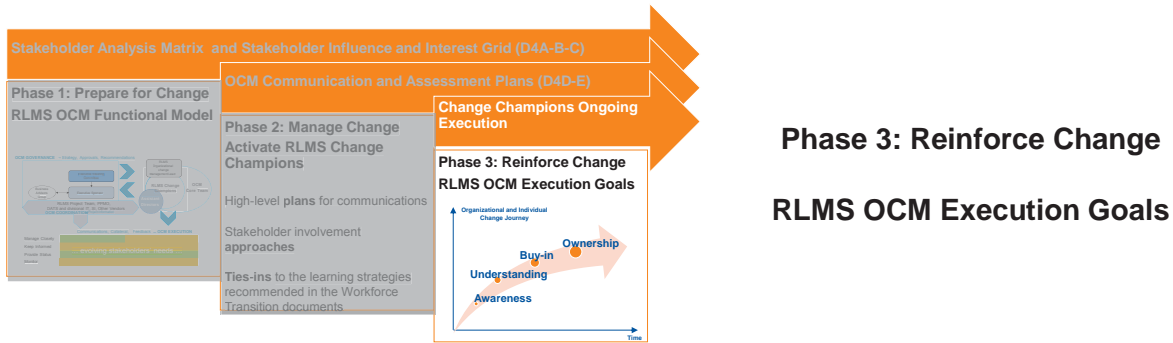 Stakeholder Analysis Matrix and Stakeholder Influence and Interest Grid (D4A-B-C)
OCM Communication and Assessment Plans (D4D-E)
Change Champions Ongoing
Execution
Phase 1: Prepare for Change
RLMS OCM Functional Model
Phase 2: Manage Change
Activate RLMS Change
Champions
High-level plans for communications
Stakeholder involvement
approaches
Ties-ins to the learning strategies
recommended in the Workforce
Transition documents
Phase 3: Reinforce Change
RLMS OCM Execution Goals
Organizational and Individual
Change Journey
Ownership
Buy-in
Understanding
Awareness
Time
Phase 3: Reinforce Change
RLMS OCM Execution Goals